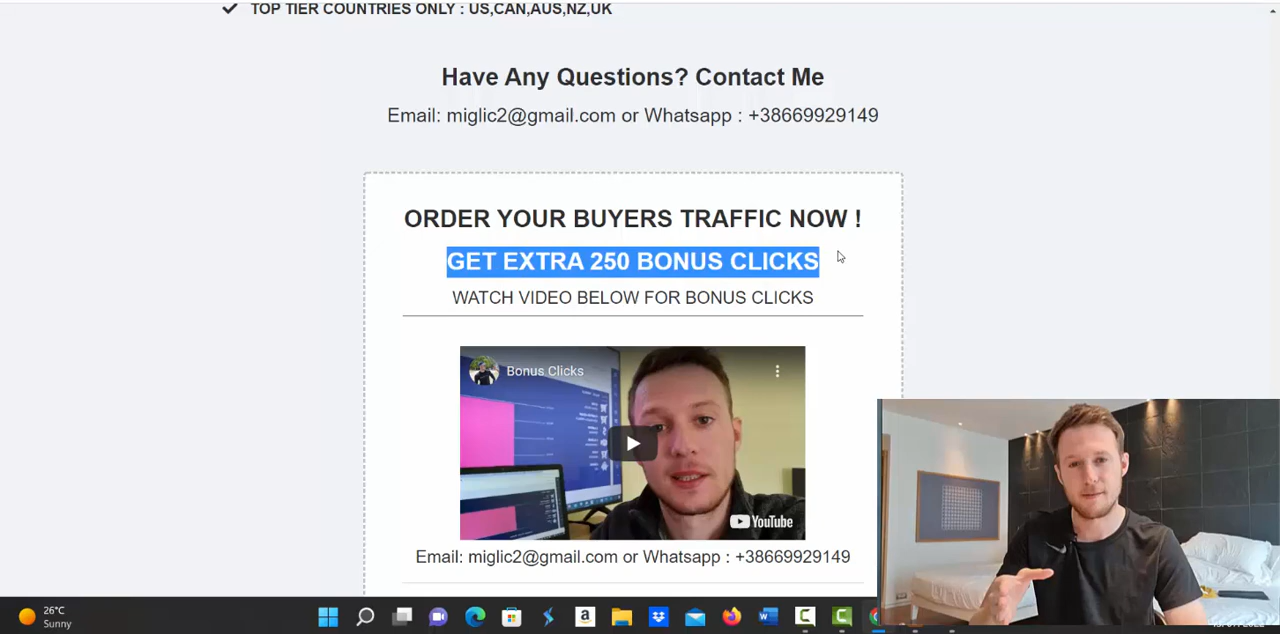 TOP TIER COUNTRIES ONLY : US,CAN,AUS,NZ,UK
Have Any Questions? Contact Me
Email: miglic2@gmail.com or Whatsapp : +38669929149
ORDER YOUR BUYERS TRAFFIC NOW !
GET EXTRA 250 BONUS CLICKS
WATCH VIDEO BELOW FOR BONUS CLICKS
Bonus Clicks
YouTube
Email: miglic2@gmail.com or Whatsapp : +38669929149
26°C
Sunny